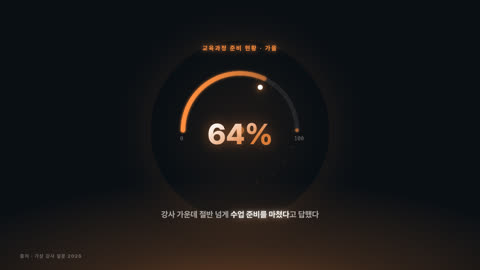 교육과정 준비 현황 · 가을
64%
0
100
강사 가운데 절반 넘게 수업 준비를 마쳤다고 답했다
출처 · 가상 강사 설문 2026